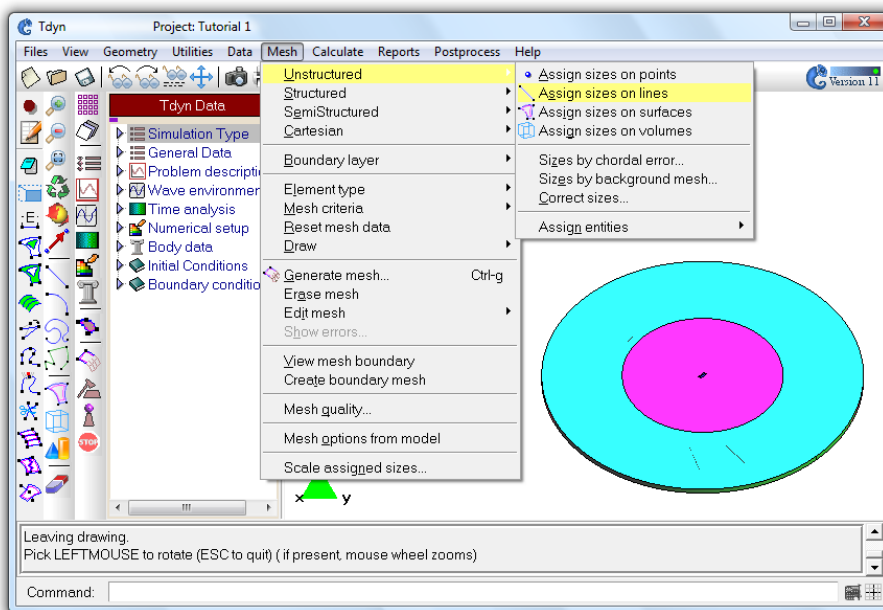 Tdyn Project: Tutorial 1
Files View Geometry Utilities Data Mesh Calculate Reports Postprocess Help
Version 11
Tdyn Data
Simulation Type
General Data
Problem descripti
Wave environmer
Time analysis
Numerical setup
Body data
Initial Conditions
Boundary conditio
:E:
STOP
Unstructured
Structured
SemiStructured
Cartesian
Boundary layer
Element type
Mesh criteria
Reset mesh data
Draw
Generate mesh... Ctrl-g
Erase mesh
Edit mesh
Show errors...
View mesh boundary
Create boundary mesh
Mesh quality...
Mesh options from model
Scale assigned sizes...
Assign sizes on points
Assign sizes on lines
Assign sizes on surfaces
Assign sizes on volumes
Sizes by chordal error...
Sizes by background mesh...
Correct sizes...
Assign entities
x y
Leaving drawing.
Pick LEFTMOUSE to rotate (ESC to quit) ( if present, mouse wheel zooms)
Command: